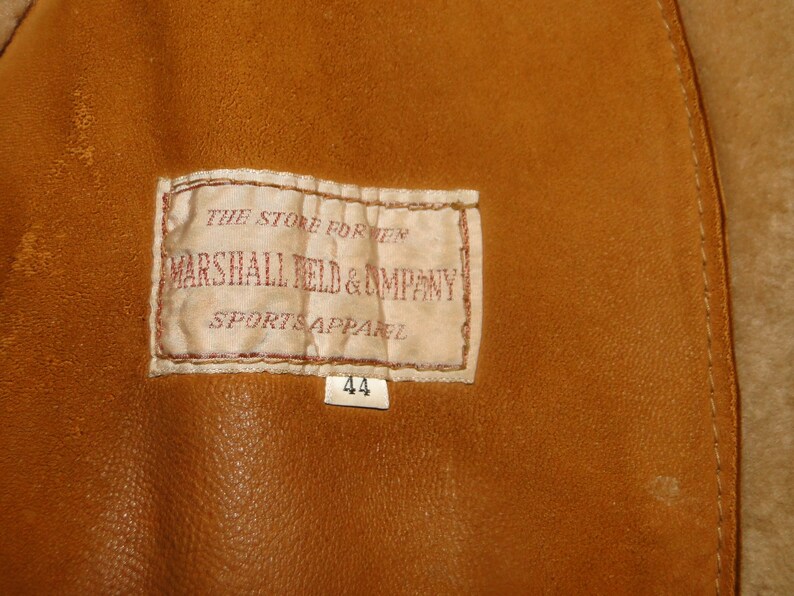 THE STORE FOR MEN
MARSHALL FIELD & COMPANY
SPORTS APPAREL
44